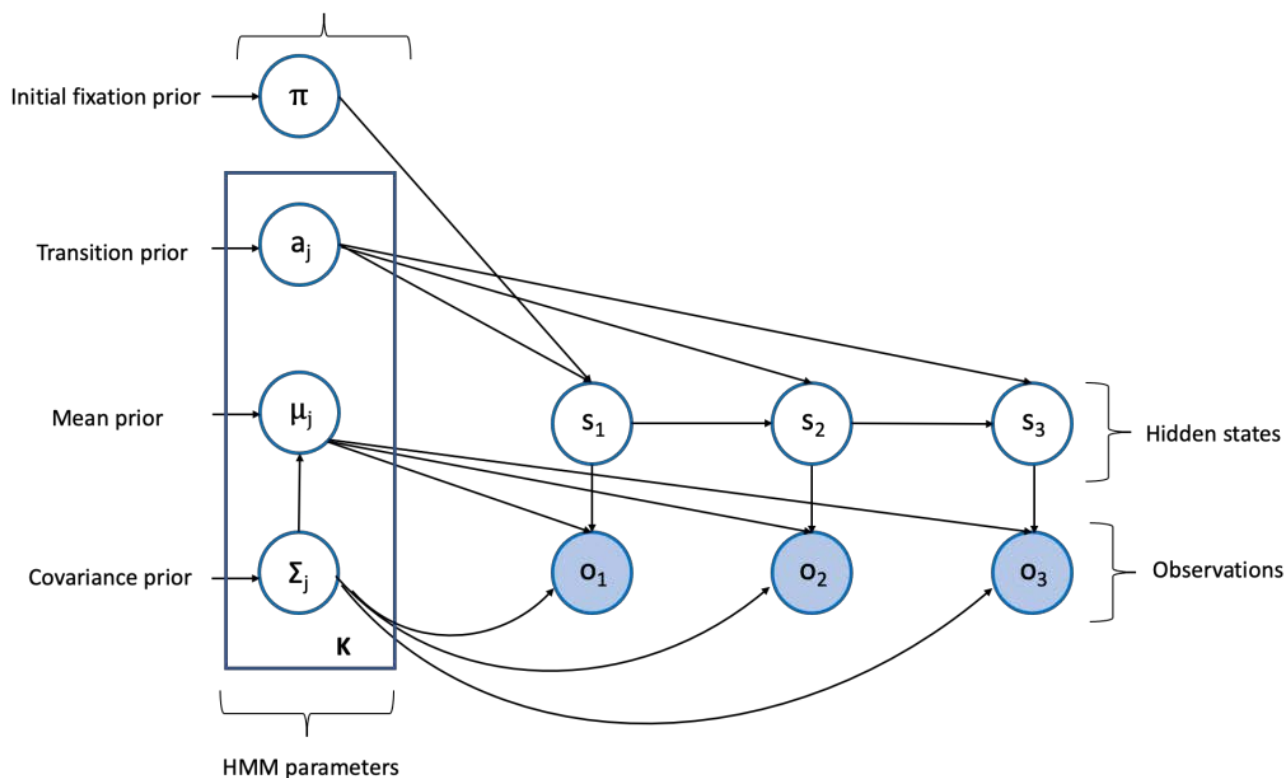 Initial fixation prior
π
Transition prior
aⱼ
Mean prior
μⱼ
s₁
s₂
s₃
Hidden states
Covariance prior
Σⱼ
o₁
o₂
o₃
Observations
K
HMM parameters